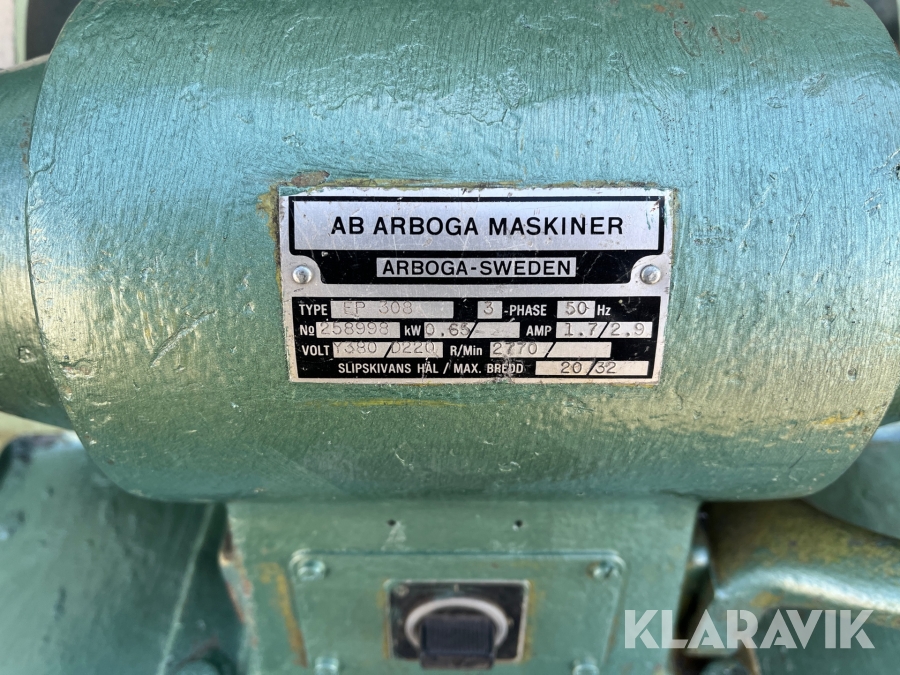 AB ARBOGA MASKINER
ARBOGA-SWEDEN
TYPE EP 308 3 -PHASE 50 Hz
No 258998 kW 0.65/ AMP 1.7/2.9
VOLT Y380/D220 R/Min 2770/
SLIPSKIVANS HÅL / MAX. BREDD 20/32
KLARAVIK